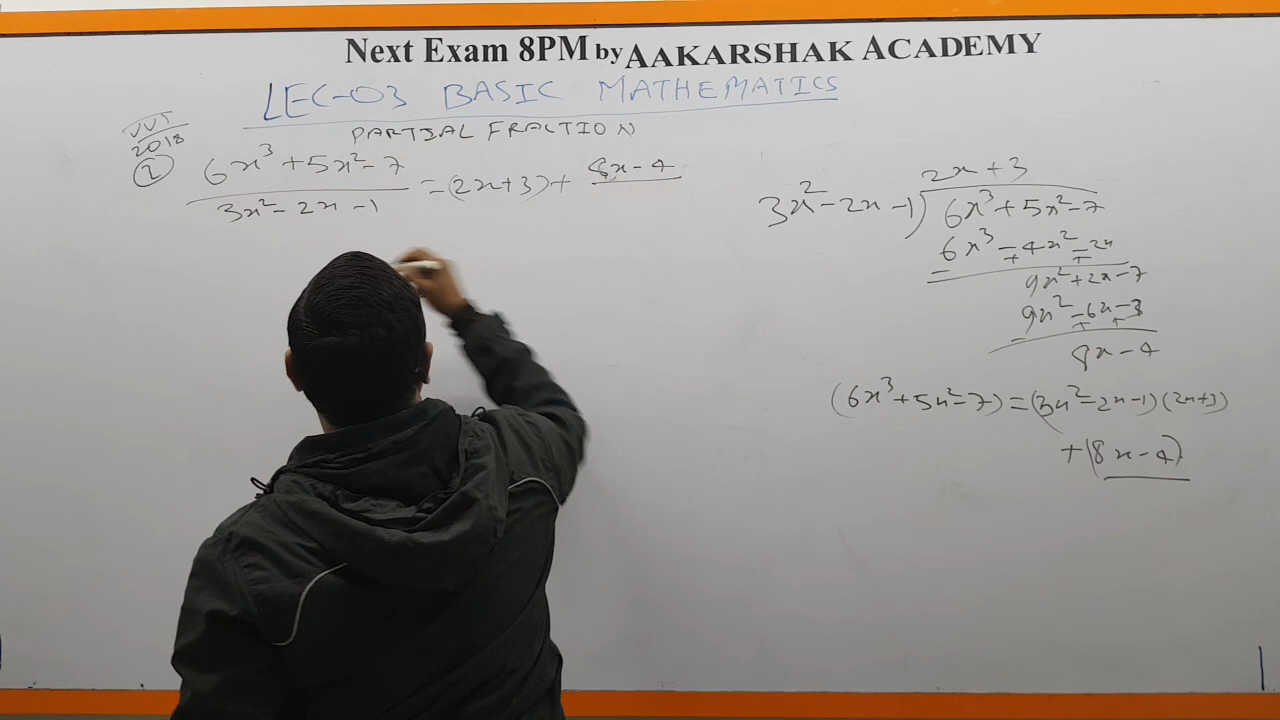 Next Exam 8PM by AAKARSHAK ACADEMY
LEC-03 BASIC MATHEMATICS
PARTIAL FRACTION
2018
② 6x³ + 5x² - 7
3x² - 2x - 1
= (2x+3) + 8x - 4
2x + 3
3x² - 2x - 1) 6x³ + 5x² - 7
6x³ - 4x² - 2x
- + +
9x² + 2x - 7
9x² - 6x - 3
- + +
8x - 4
(6x³ + 5x² - 7) = (3x² - 2x - 1) (2x+3)
+ (8x - 4)